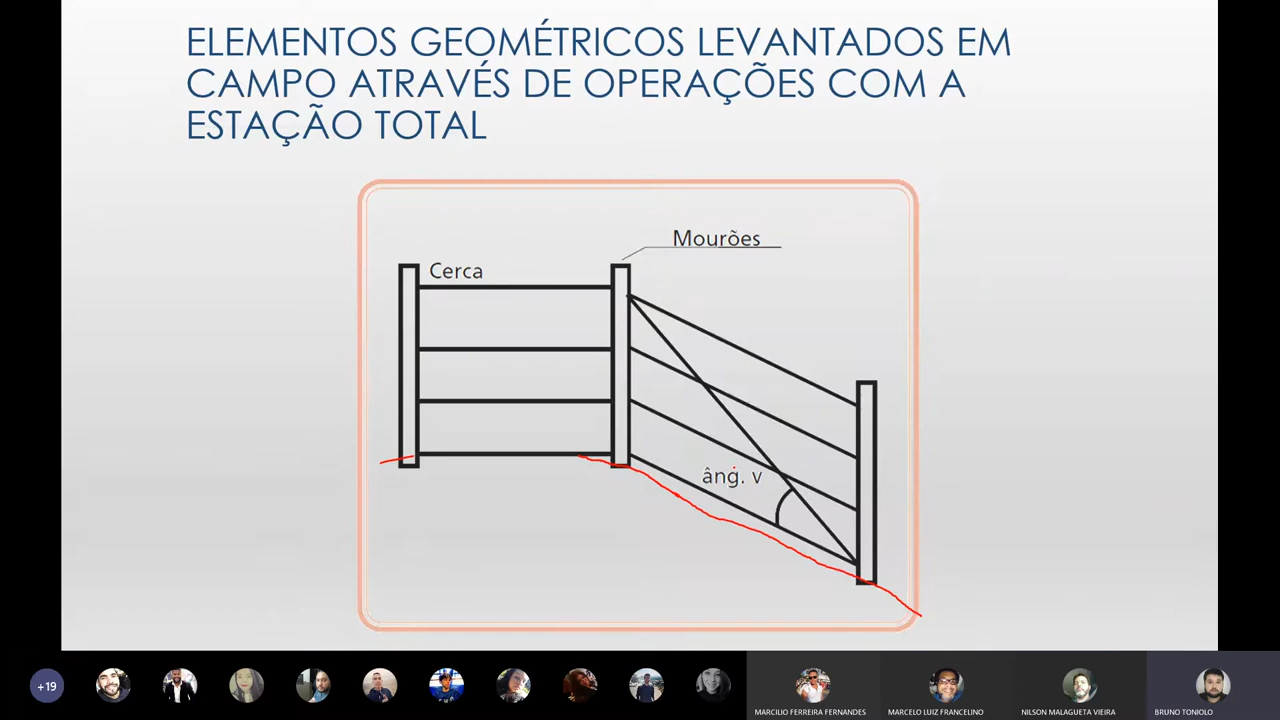 ELEMENTOS GEOMÉTRICOS LEVANTADOS EM
CAMPO ATRAVÉS DE OPERAÇÕES COM A
ESTAÇÃO TOTAL
Mourões
Cerca
âng. v
+19
MARCILIO FERREIRA FERNANDES
MARCELO LUIZ FRANCELINO
NILSON MALAGUETA VIEIRA
BRUNO TONIOLO